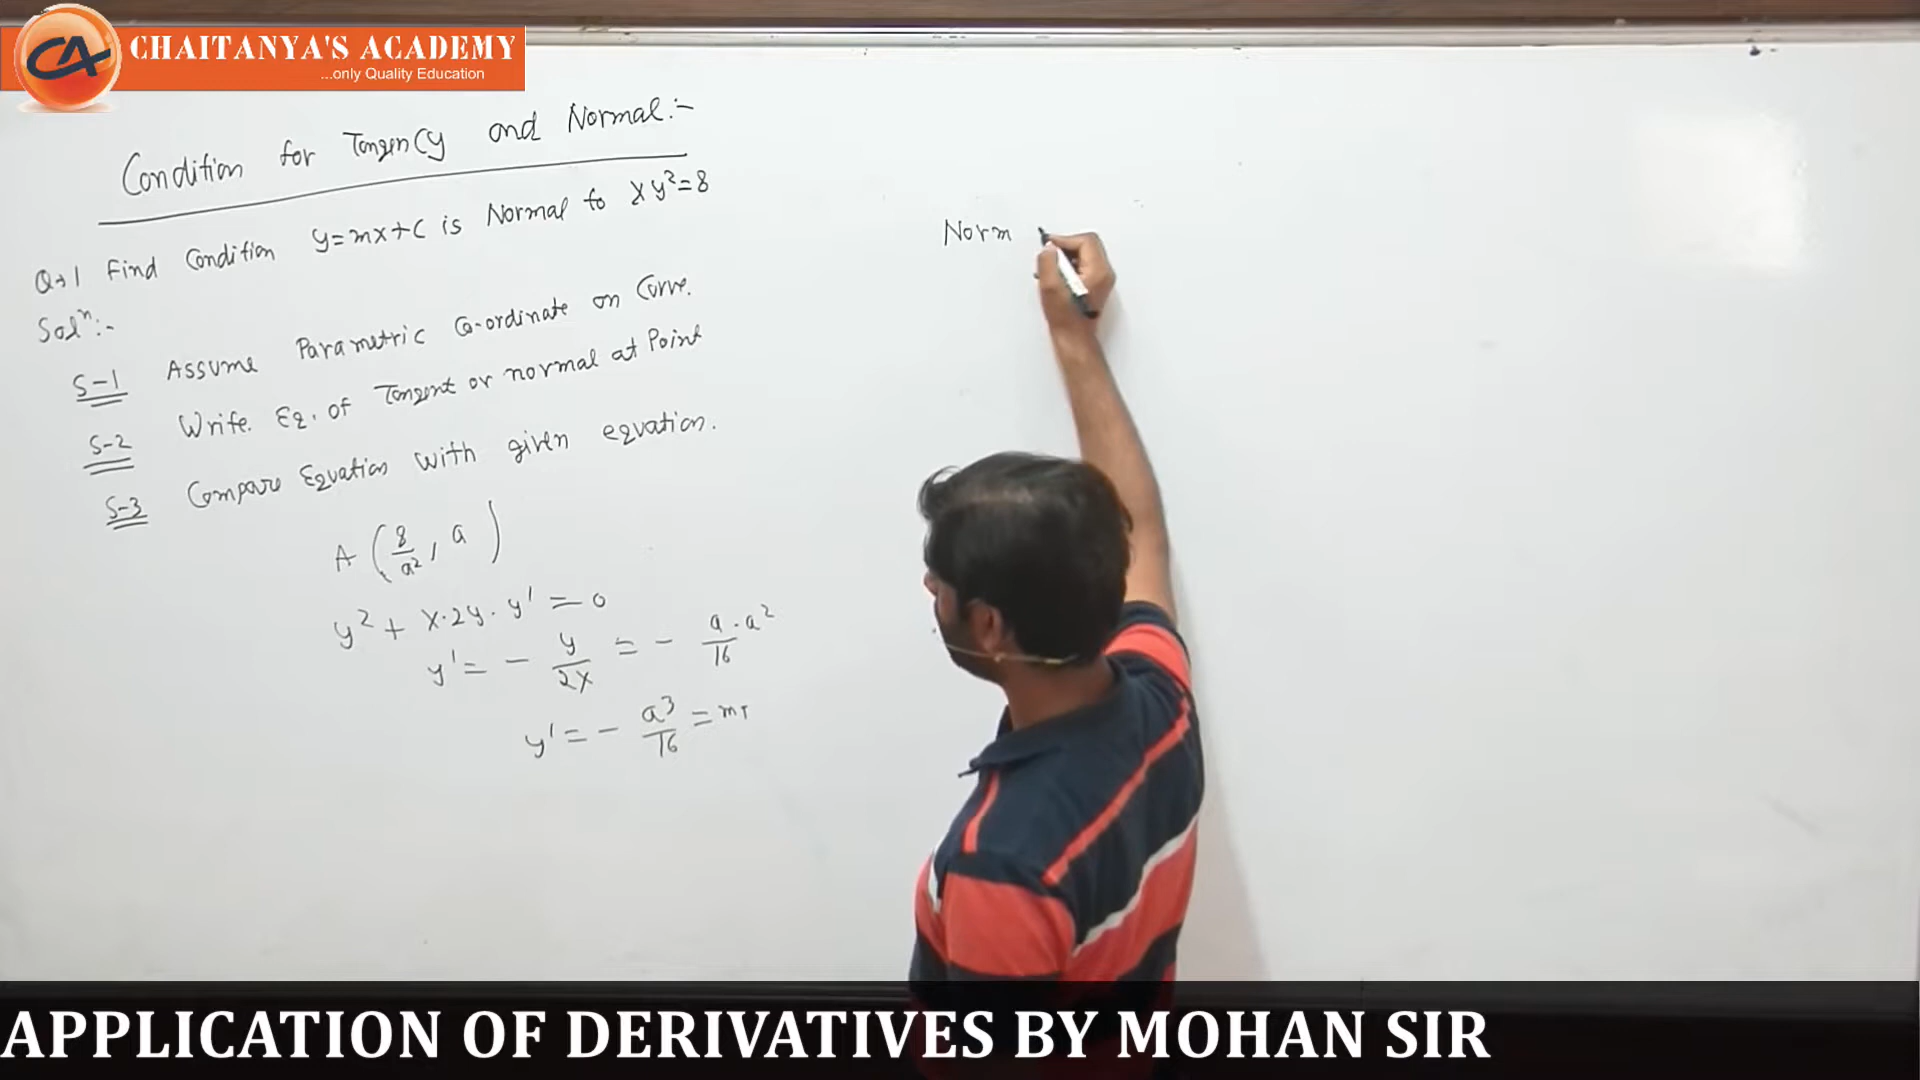 CHAITANYA'S ACADEMY
...only Quality Education
Condition for Tangency and Normal:-
Q→1 Find Condition y=mx+c is Normal to xy²=8
Solⁿ:-
S-1 Assume Parametric Co-ordinate on Curve.
S-2 Write Eq. of Tangent or normal at Point
S-3 Compare Equation with given equation.
A (8/a², a)
y² + x·2y·y' = 0
y' = - y/2x = - a·a²/16
y' = - a³/16 = mT
Norm
APPLICATION OF DERIVATIVES BY MOHAN SIR